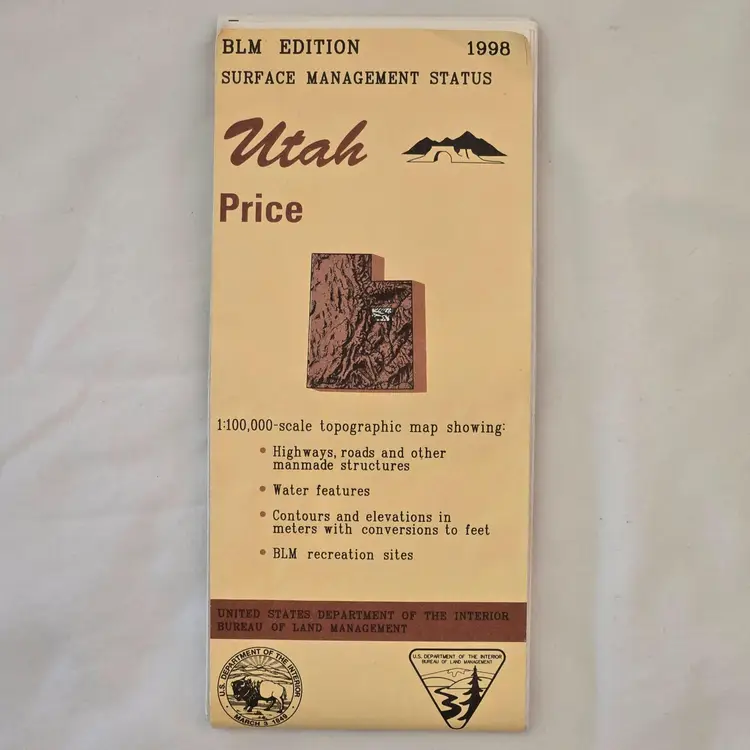 BLM EDITION 1998
SURFACE MANAGEMENT STATUS
Utah
Price
1:100,000-scale topographic map showing:
• Highways, roads and other
manmade structures
• Water features
• Contours and elevations in
meters with conversions to feet
• BLM recreation sites
UNITED STATES DEPARTMENT OF THE INTERIOR
BUREAU OF LAND MANAGEMENT
U.S. DEPARTMENT OF THE INTERIOR
MARCH 3, 1849
U.S. DEPARTMENT OF THE INTERIOR
BUREAU OF LAND MANAGEMENT